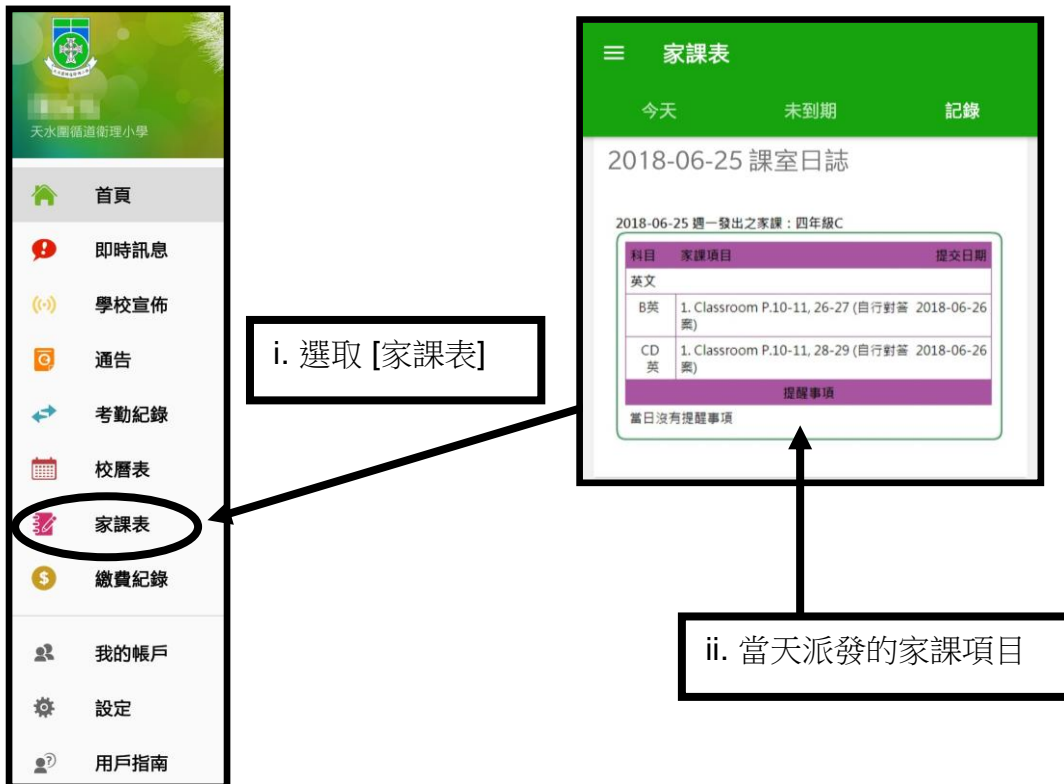 天水圍循道衛理小學
首頁
即時訊息
學校宣佈
通告
考勤紀錄
校曆表
家課表
繳費紀錄
我的帳戶
設定
用戶指南
i. 選取 [家課表]
家課表
今天 未到期 記錄
2018-06-25 課室日誌
2018-06-25 週一發出之家課：四年級C
科目 家課項目 提交日期
英文
B英 1. Classroom P.10-11, 26-27 (自行對答 2018-06-26
案)
CD 1. Classroom P.10-11, 28-29 (自行對答 2018-06-26
英 案)
提醒事項
當日沒有提醒事項
ii. 當天派發的家課項目